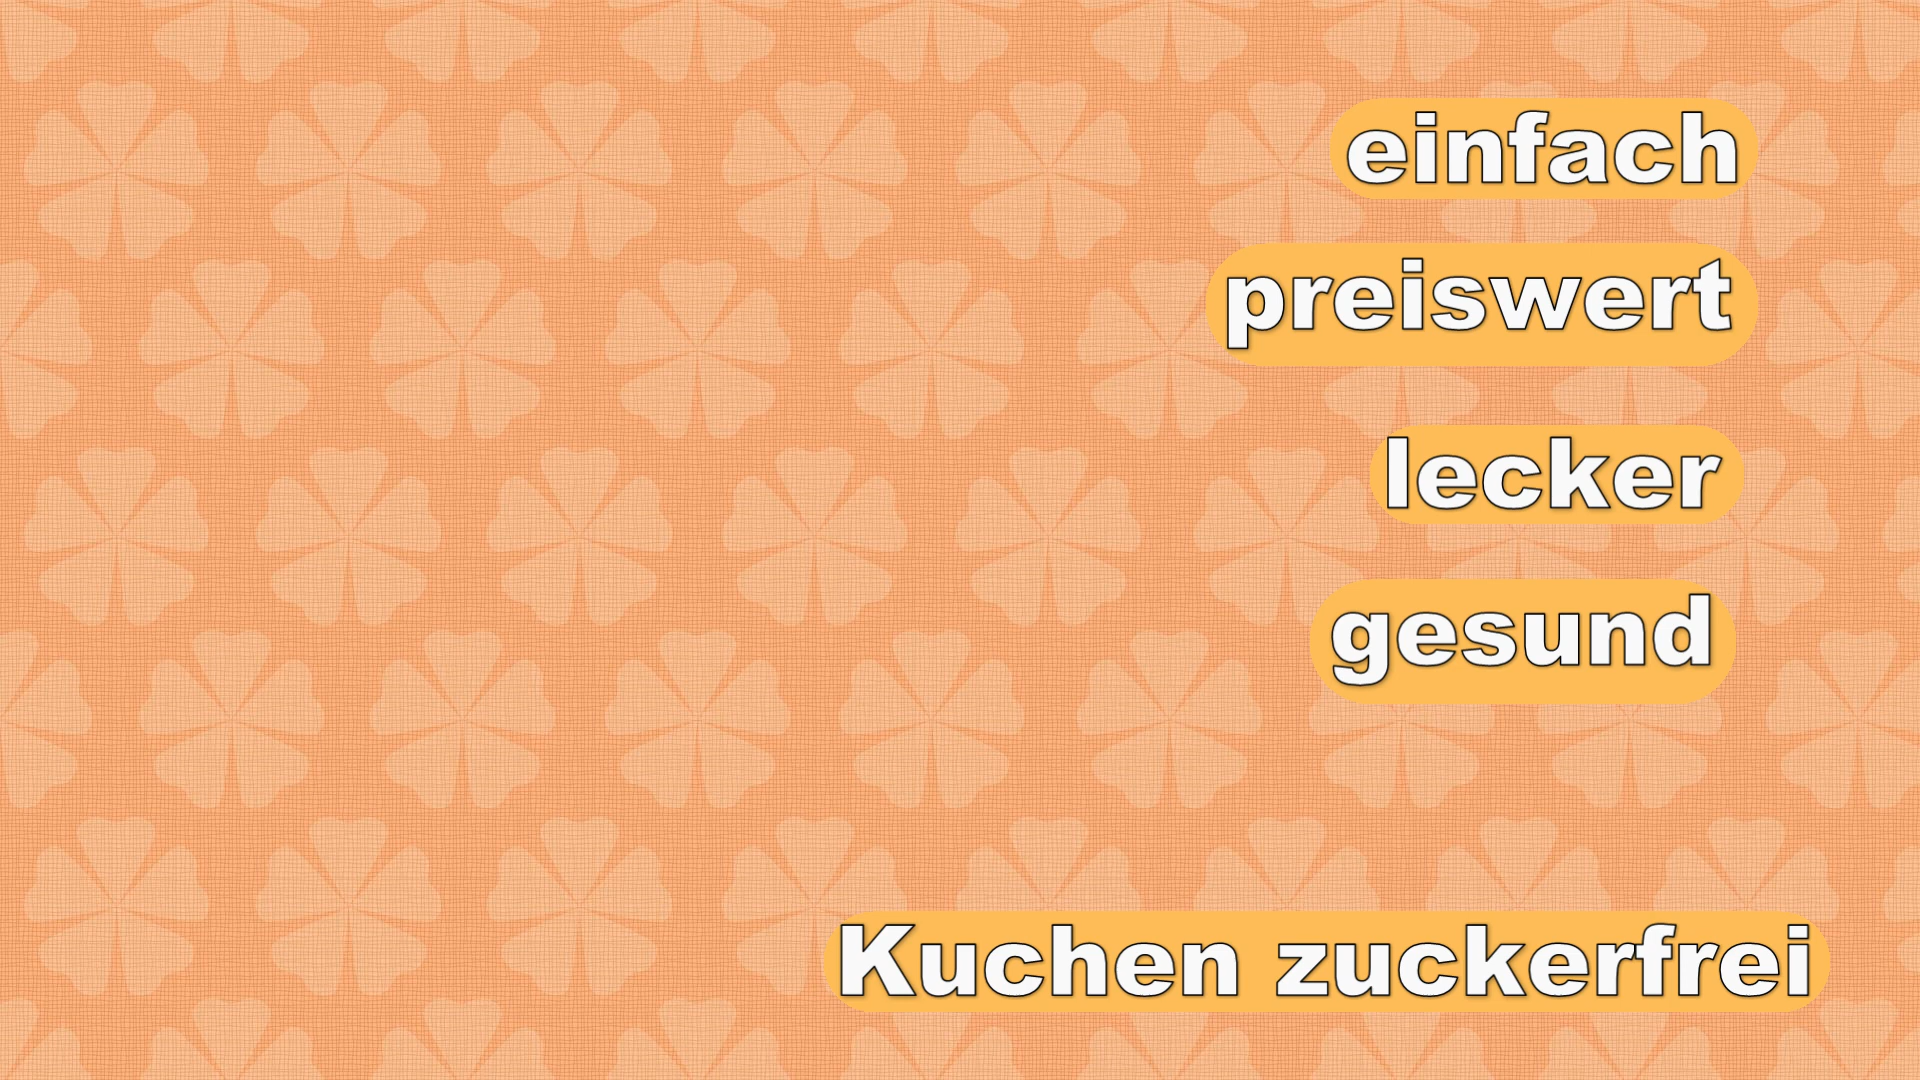 einfach
preiswert
lecker
gesund
Kuchen zuckerfrei